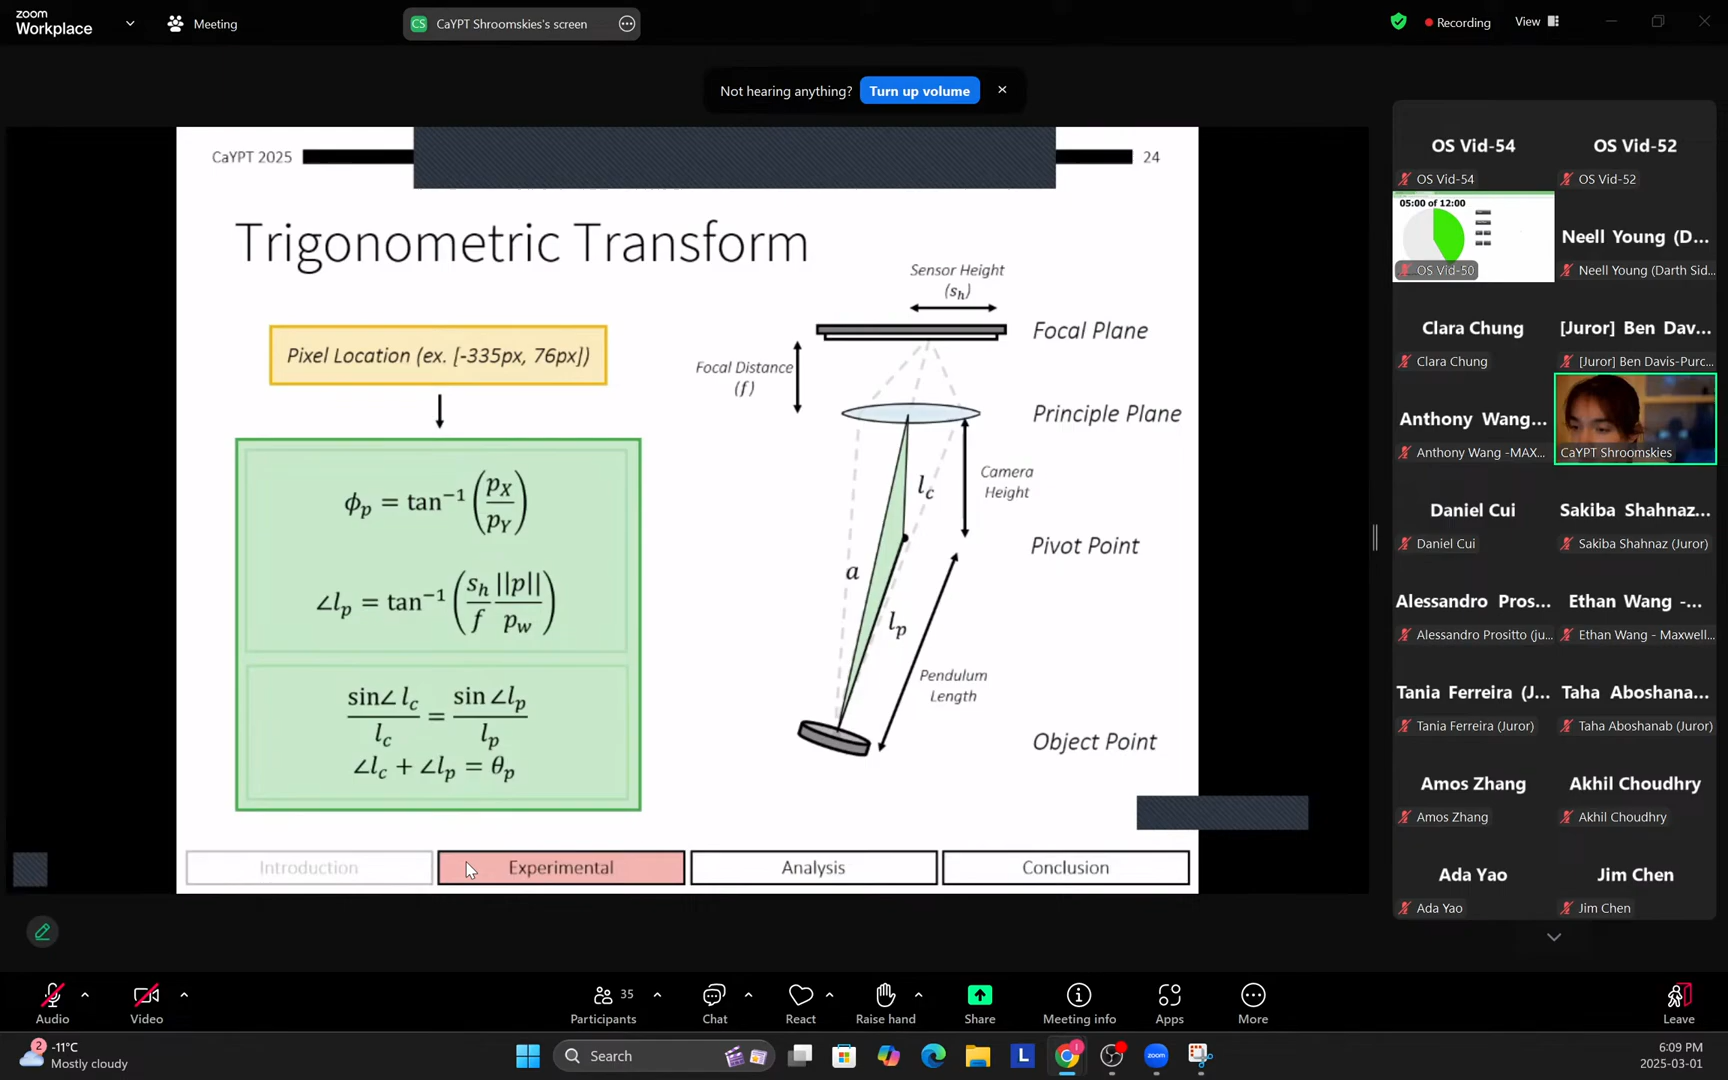 zoom
Workplace
Meeting
CS CaYPT Shroomskies's screen
Recording
View
Not hearing anything? Turn up volume
CaYPT 2025
24
Trigonometric Transform
Pixel Location (ex. [-335px, 76px])
ϕp = tan⁻¹ (pX/pY)
∠lp = tan⁻¹ (sh/f ||p||/pw)
sin∠ lc / lc = sin ∠lp / lp
∠lc + ∠lp = θp
Sensor Height
(sh)
Focal Plane
Focal Distance
(f)
Principle Plane
lc
Camera
Height
Pivot Point
a
lp
Pendulum
Length
Object Point
Introduction
Experimental
Analysis
Conclusion
OS Vid-54
OS Vid-54
OS Vid-52
OS Vid-52
05:00 of 12:00
OS Vid-50
Neell Young (D...
Neell Young (Darth Sid...
Clara Chung
Clara Chung
[Juror] Ben Dav...
[Juror] Ben Davis-Purc...
Anthony Wang...
Anthony Wang -MAX...
CaYPT Shroomskies
Daniel Cui
Daniel Cui
Sakiba Shahnaz...
Sakiba Shahnaz (Juror)
Alessandro Pros...
Alessandro Prositto (ju...
Ethan Wang -...
Ethan Wang - Maxwell...
Tania Ferreira (J...
Tania Ferreira (Juror)
Taha Aboshana...
Taha Aboshanab (Juror)
Amos Zhang
Amos Zhang
Akhil Choudhry
Akhil Choudhry
Ada Yao
Ada Yao
Jim Chen
Jim Chen
Audio
Video
Participants
35
Chat
React
Raise hand
Share
Meeting info
Apps
More
Leave
2
-11°C
Mostly cloudy
Search
L
1
zoom
6:09 PM
2025-03-01